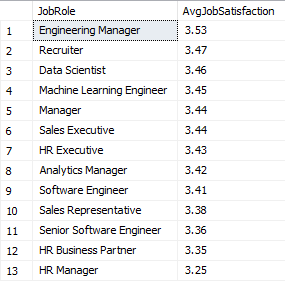 JobRole AvgJobSatisfaction
1 Engineering Manager 3.53
2 Recruiter 3.47
3 Data Scientist 3.46
4 Machine Learning Engineer 3.45
5 Manager 3.44
6 Sales Executive 3.44
7 HR Executive 3.43
8 Analytics Manager 3.42
9 Software Engineer 3.41
10 Sales Representative 3.38
11 Senior Software Engineer 3.36
12 HR Business Partner 3.35
13 HR Manager 3.25